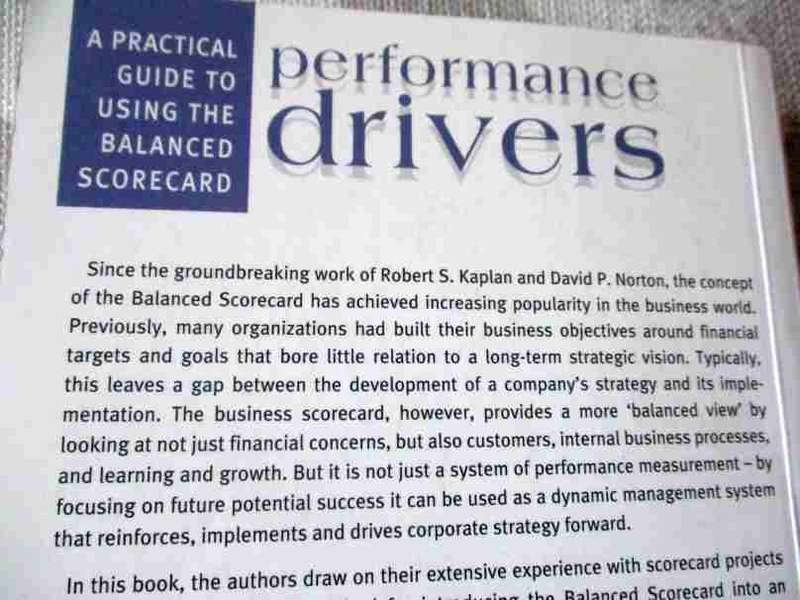 A PRACTICAL
GUIDE TO
USING THE
BALANCED
SCORECARD
performance
drivers
Since the groundbreaking work of Robert S. Kaplan and David P. Norton, the concept
of the Balanced Scorecard has achieved increasing popularity in the business world.
Previously, many organizations had built their business objectives around financial
targets and goals that bore little relation to a long-term strategic vision. Typically,
this leaves a gap between the development of a company's strategy and its imple-
mentation. The business scorecard, however, provides a more 'balanced view' by
looking at not just financial concerns, but also customers, internal business processes,
and learning and growth. But it is not just a system of performance measurement – by
focusing on future potential success it can be used as a dynamic management system
that reinforces, implements and drives corporate strategy forward.
In this book, the authors draw on their extensive experience with scorecard projects
the Balanced Scorecard into an